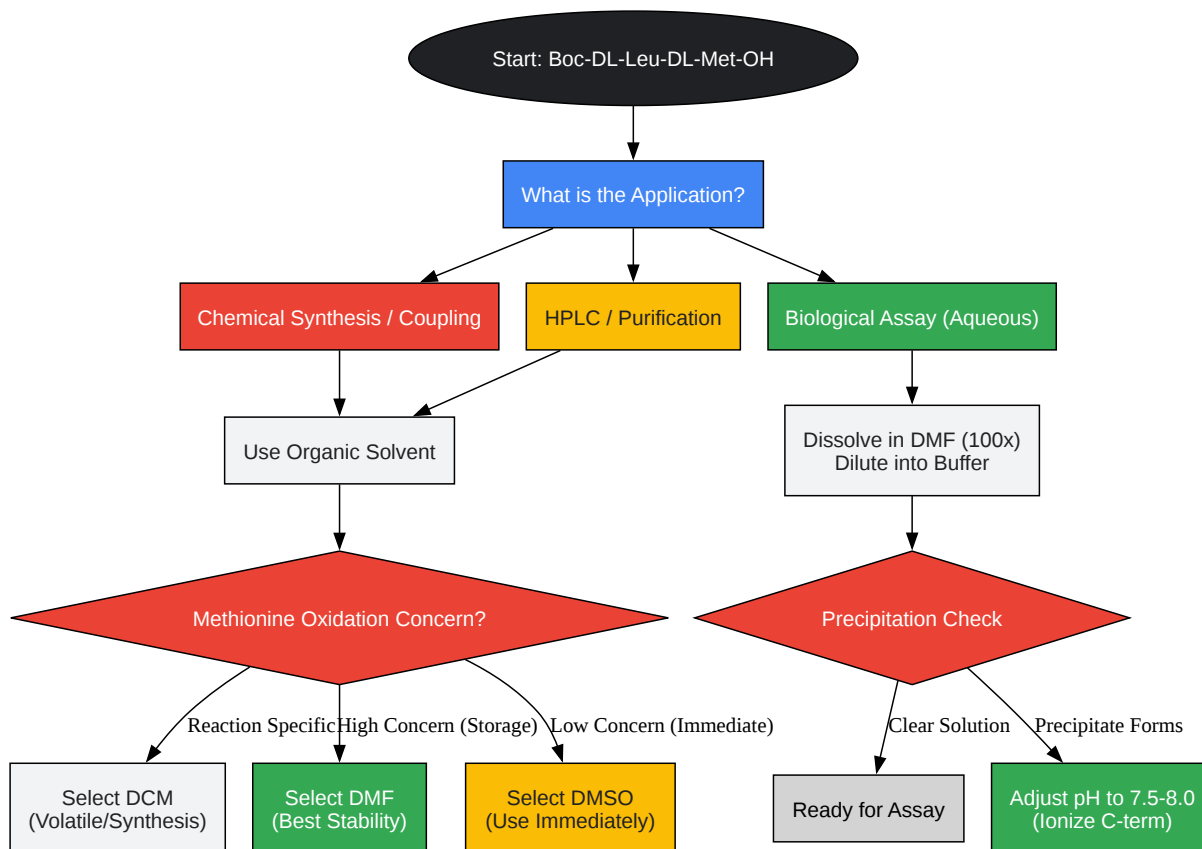 Start: Boc-DL-Leu-DL-Met-OH
What is the Application?
Chemical Synthesis / Coupling
HPLC / Purification
Biological Assay (Aqueous)
Use Organic Solvent
Dissolve in DMF (100x)
Dilute into Buffer
Methionine Oxidation Concern?
Precipitation Check
Reaction Specific
High Concern (Storage)
Low Concern (Immediate)
Clear Solution
Precipitate Forms
Select DCM
(Volatile/Synthesis)
Select DMF
(Best Stability)
Select DMSO
(Use Immediately)
Ready for Assay
Adjust pH to 7.5-8.0
(Ionize C-term)